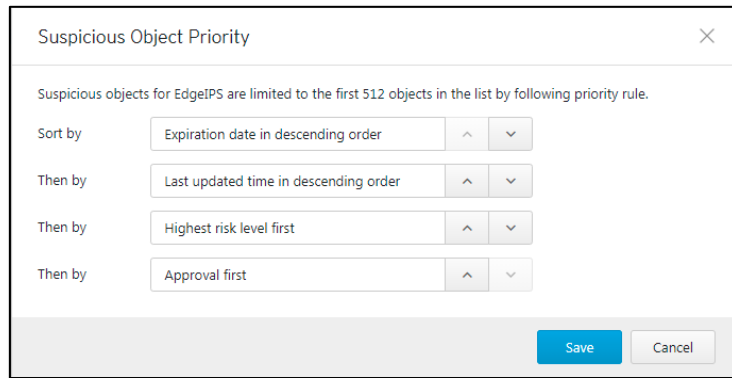 Suspicious Object Priority
Suspicious objects for EdgeIPS are limited to the first 512 objects in the list by following priority rule.
Sort by Expiration date in descending order
Then by Last updated time in descending order
Then by Highest risk level first
Then by Approval first
Save Cancel